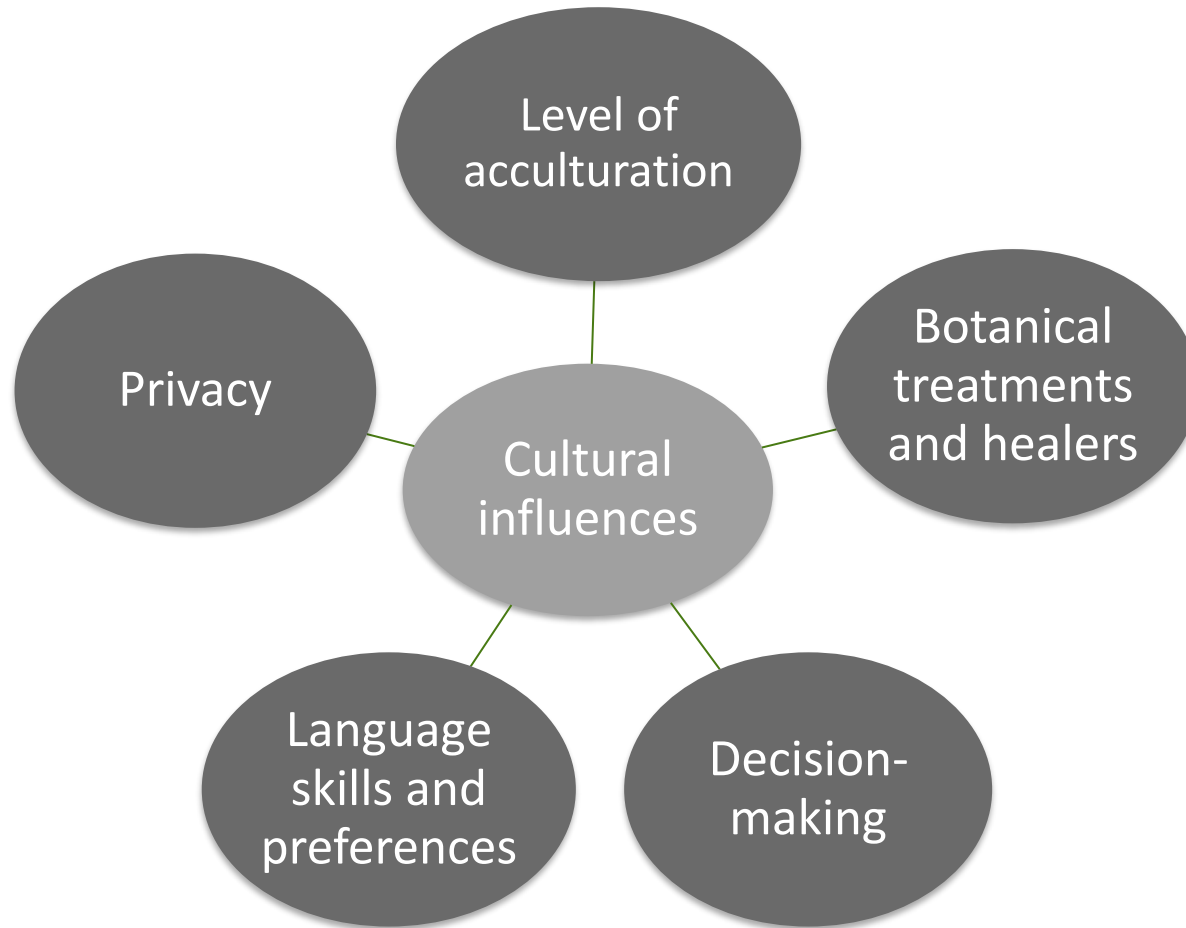 Level of
acculturation
Botanical
treatments
and healers
Privacy
Cultural
influences
Language
skills and
preferences
Decision-
making